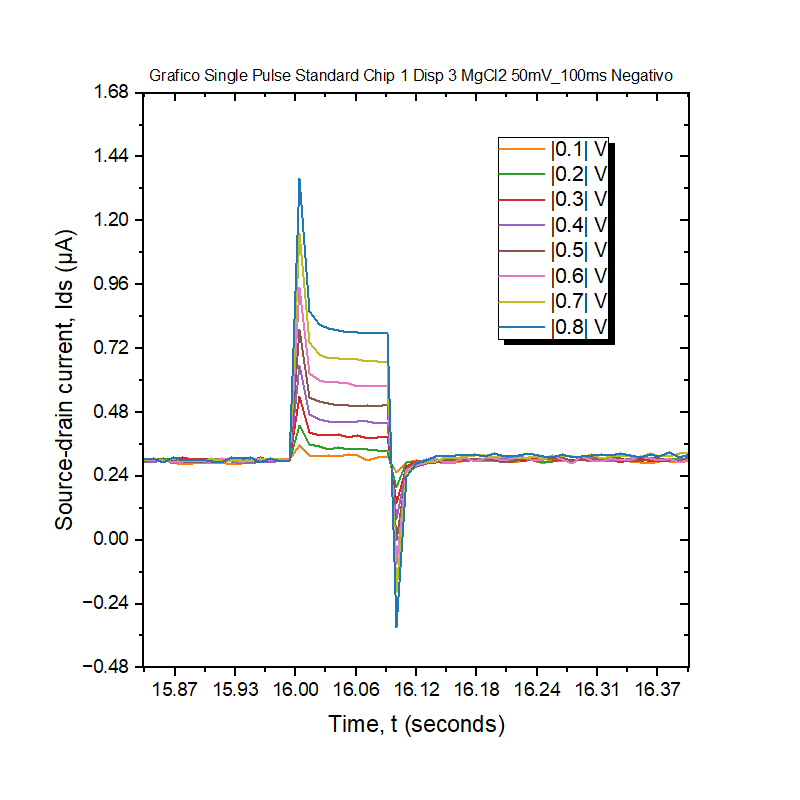 Grafico Single Pulse Standard Chip 1 Disp 3 MgCl2 50mV_100ms Negativo
1.68
1.44
1.20
0.96
0.72
0.48
0.24
0.00
−0.24
−0.48
Source-drain current, Ids (μA)
|0.1| V
|0.2| V
|0.3| V
|0.4| V
|0.5| V
|0.6| V
|0.7| V
|0.8| V
15.87 15.93 16.00 16.06 16.12 16.18 16.24 16.31 16.37
Time, t (seconds)